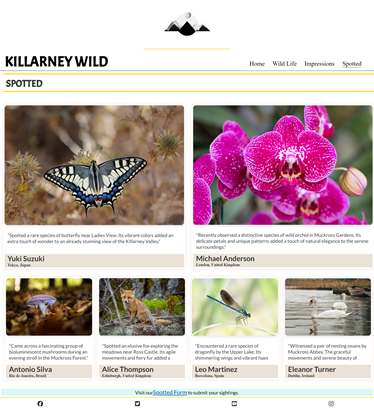 KILLARNEY WILD
Home Wild Life Impressions Spotted
SPOTTED
"Spotted a rare species of butterfly near Ladies View. Its vibrant colors added an
extra touch of wonder to an already stunning view of the Killarney Valley."
Yuki Suzuki
Tokyo, Japan
"Recently observed a distinctive species of wild orchid in Muckross Gardens. Its
delicate petals and unique patterns added a touch of natural elegance to the serene
surroundings."
Michael Anderson
London, United Kingdom
"Came across a fascinating group of
bioluminescent mushrooms during an
evening stroll in the Muckross Forest."
Antonio Silva
Rio de Janeiro, Brazil
"Spotted an elusive fox exploring the
meadows near Ross Castle. Its agile
movements and fiery fur added a
Alice Thompson
Edinburgh, United Kingdom
"Encountered a rare species of
dragonfly by the Upper Lake. Its
shimmering wings and vibrant hues
Leo Martinez
Barcelona, Spain
"Witnessed a pair of nesting swans by
Muckross Abbey. The graceful
movements and serene beauty of
Eleanor Turner
Dublin, Ireland
Visit our Spotted Form to submit your sightings.